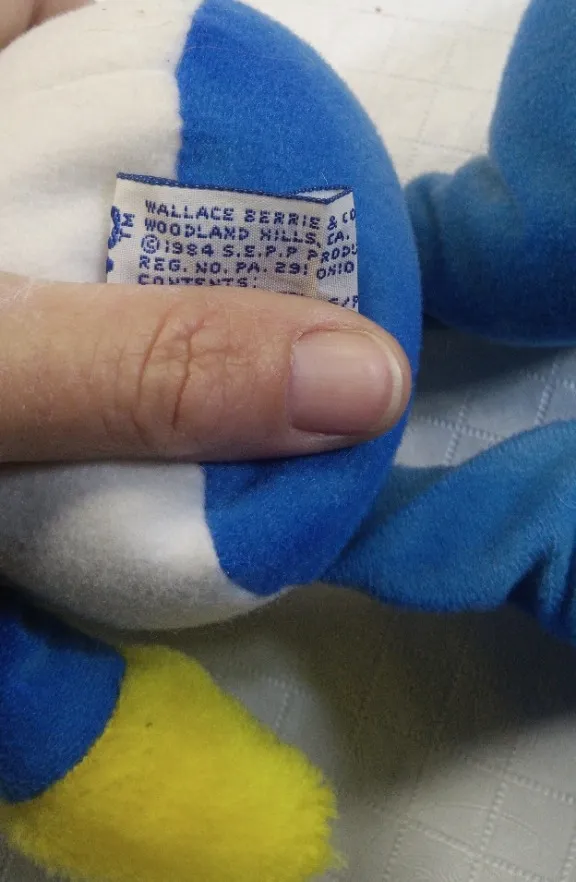 WALLACE BERRIE & CO
WOODLAND HILLS, CA.
©1984 S.E.P.P PRODU
REG. NO. PA. 29! OHIO
CONTENTS: